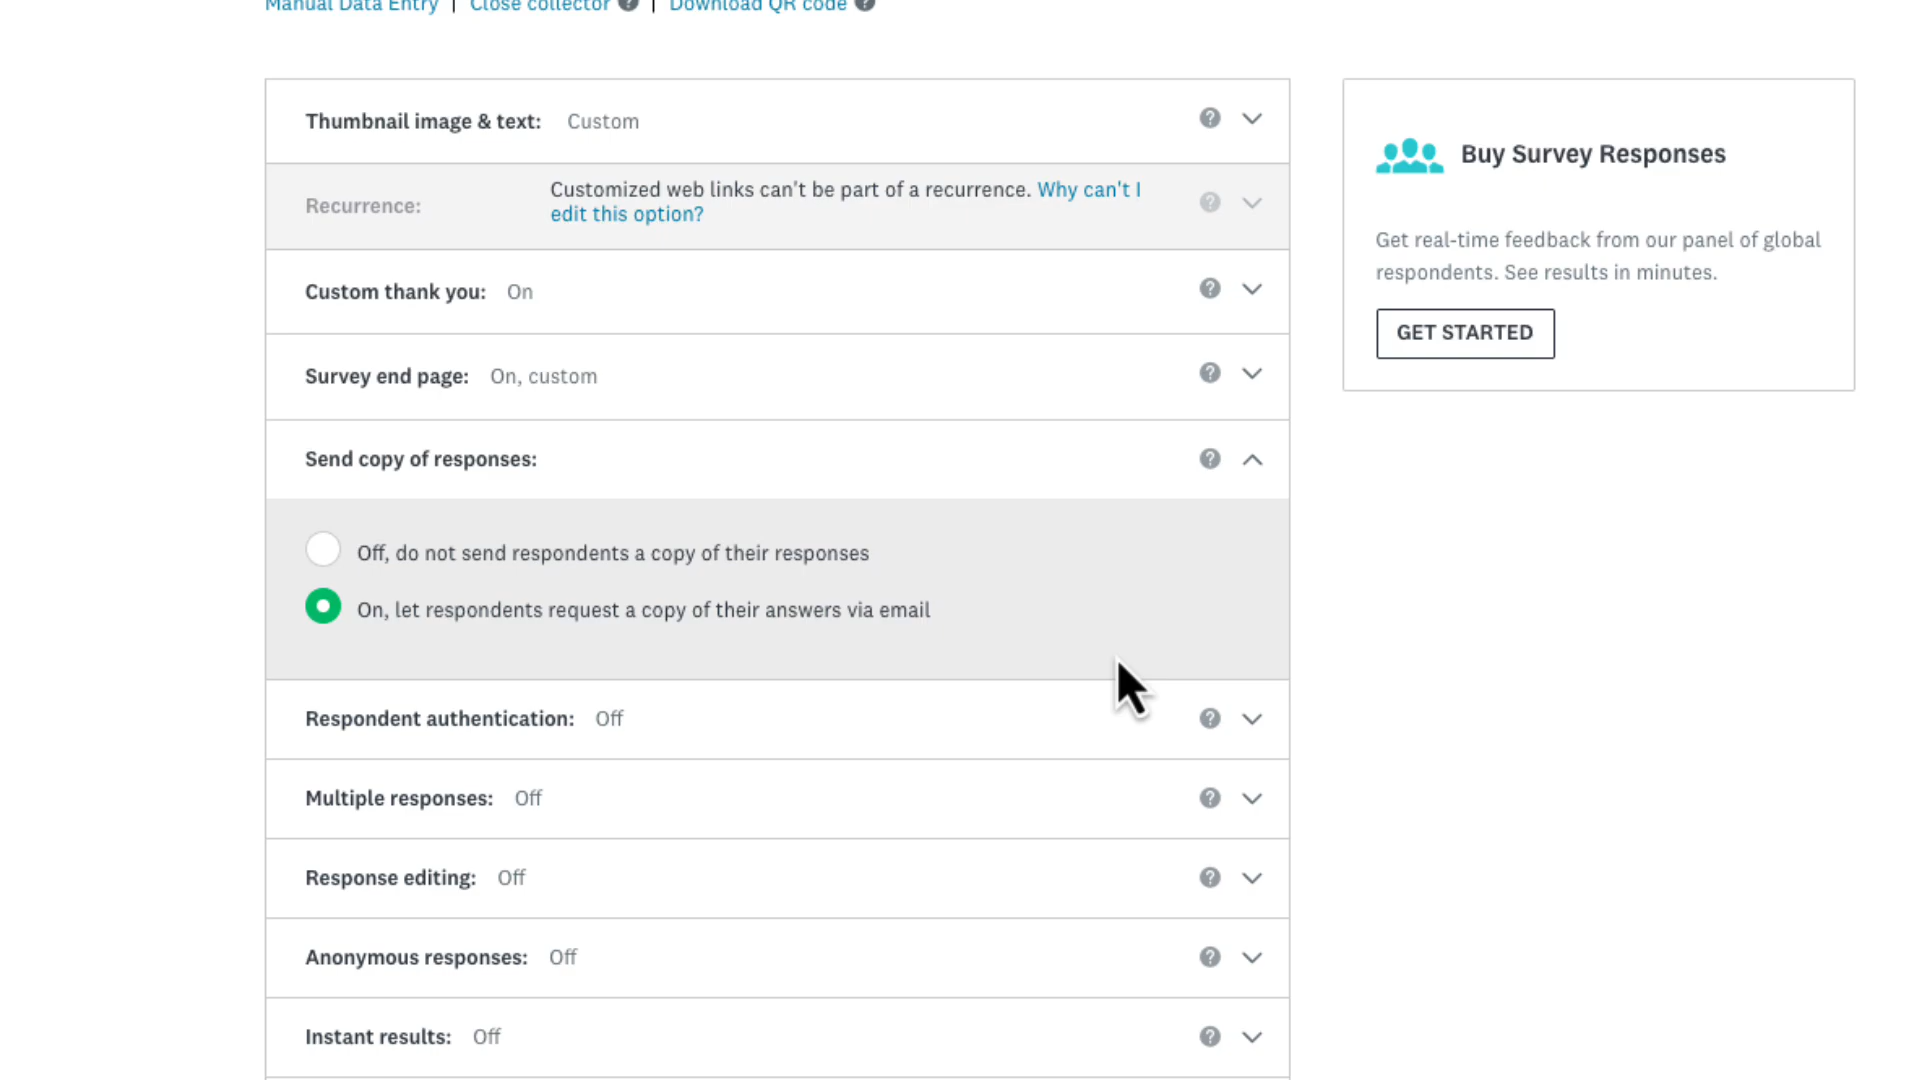 Manual Data Entry | Close collector ? | Download QR code ?
Thumbnail image & text: Custom ?
Recurrence: Customized web links can't be part of a recurrence. Why can't I
edit this option? ?
Custom thank you: On ?
Survey end page: On, custom ?
Send copy of responses: ?
Off, do not send respondents a copy of their responses
On, let respondents request a copy of their answers via email
Respondent authentication: Off ?
Multiple responses: Off ?
Response editing: Off ?
Anonymous responses: Off ?
Instant results: Off ?
Buy Survey Responses
Get real-time feedback from our panel of global
respondents. See results in minutes.
GET STARTED